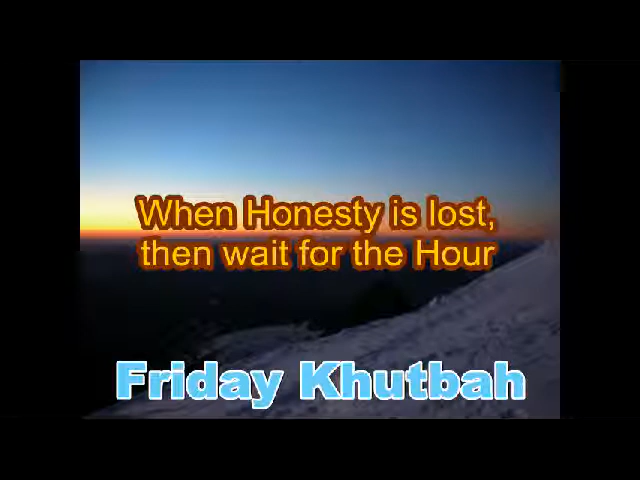 When Honesty is lost,
then wait for the Hour
Friday Khutbah